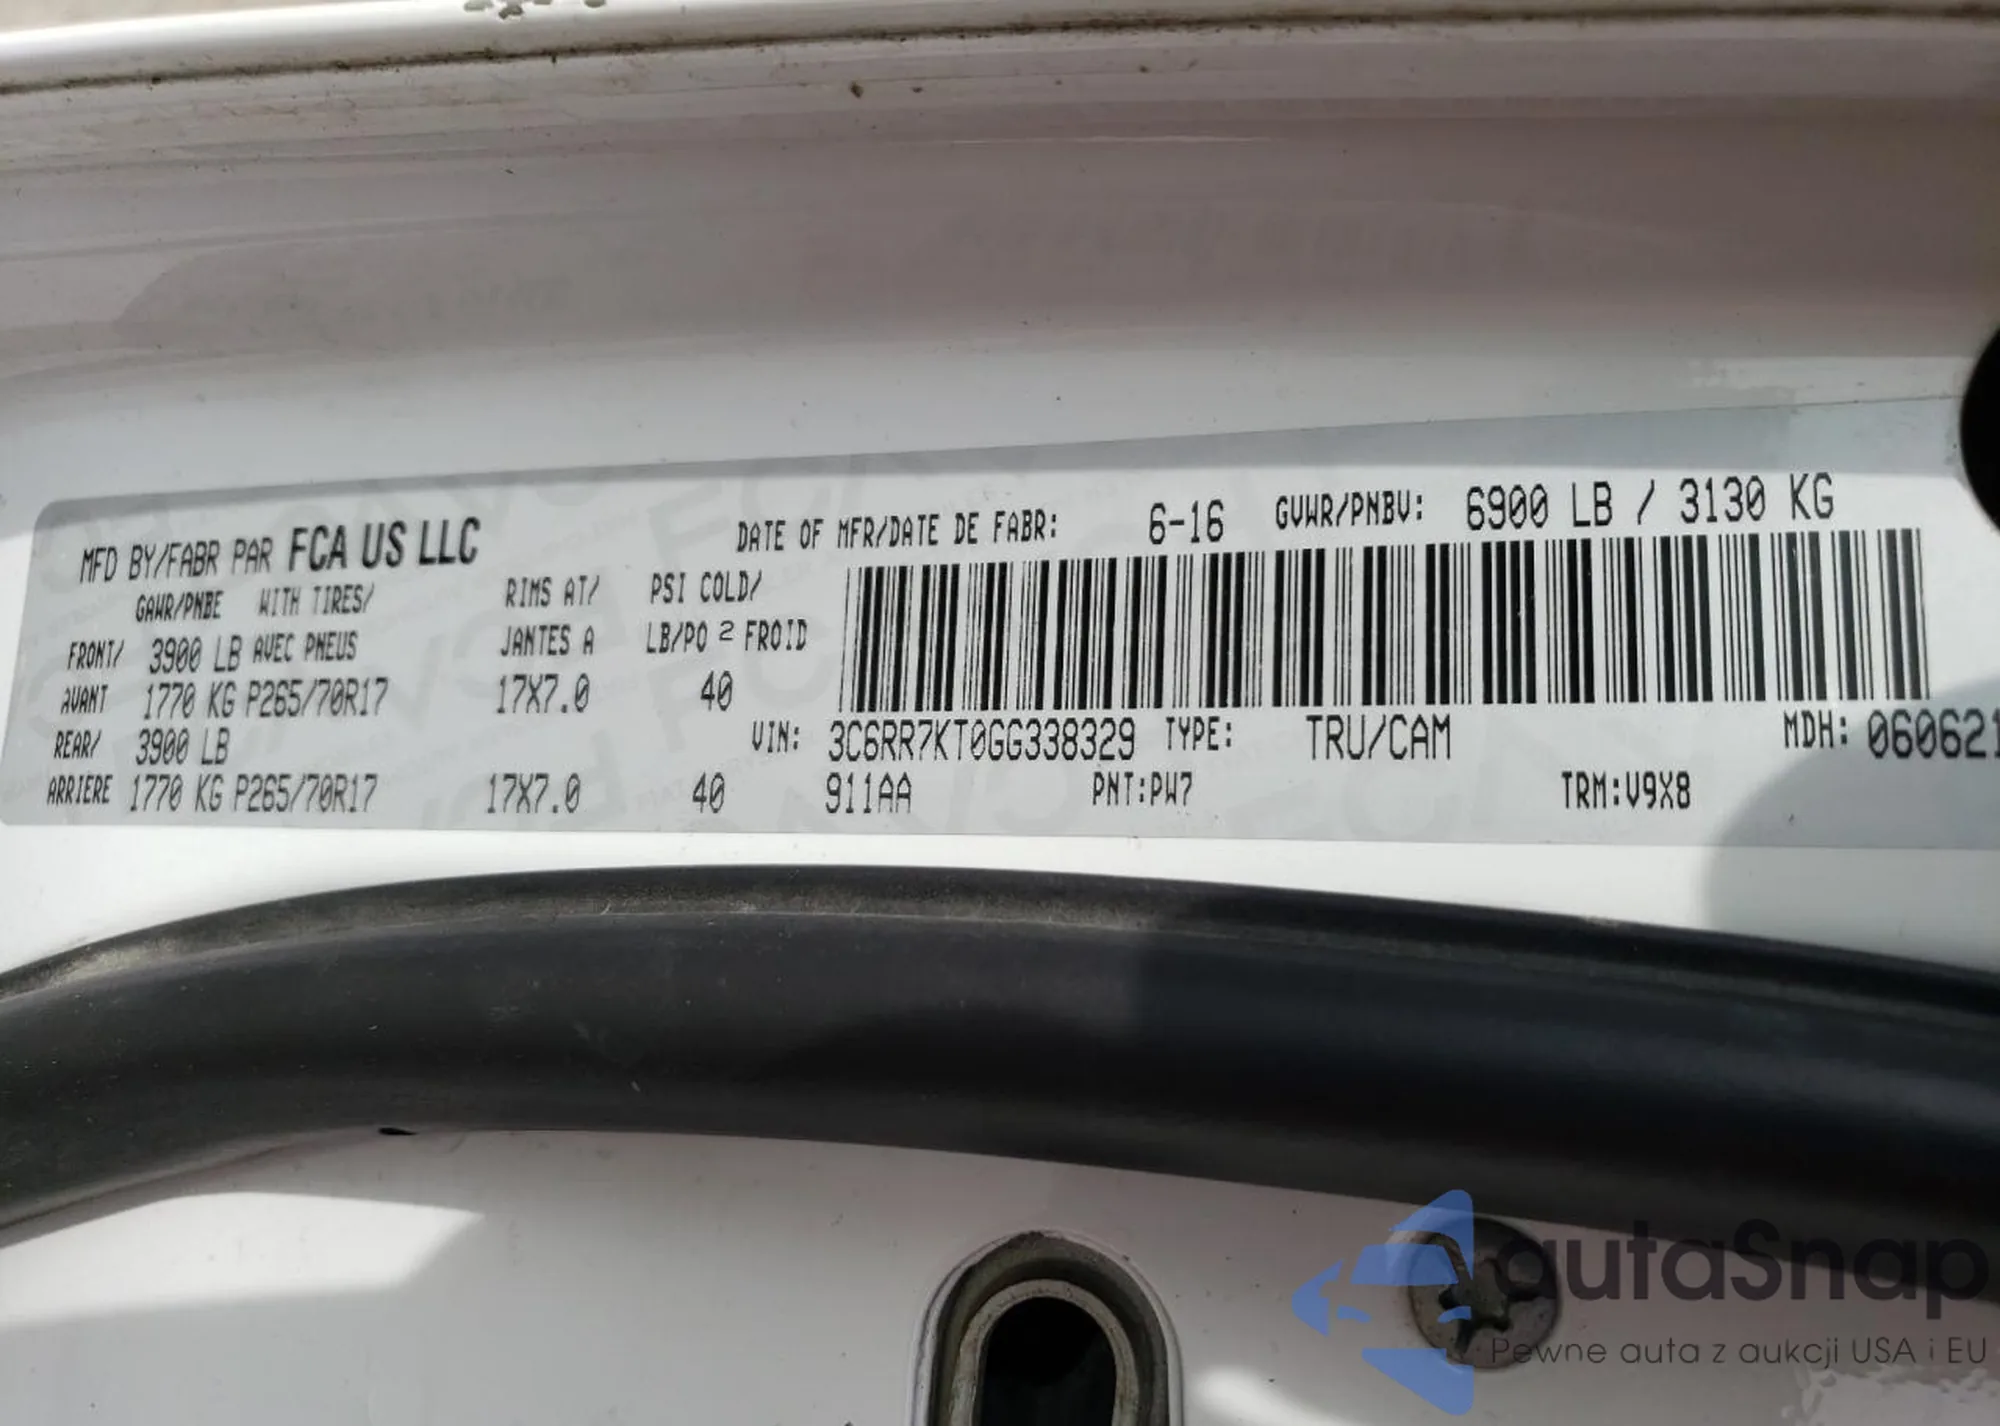 MFD BY/FABR PAR FCA US LLC DATE OF MFR/DATE DE FABR: 6-16 GVWR/PNBV: 6900 LB / 3130 KG
GAWR/PNBE WITH TIRES/ RIMS AT/ PSI COLD/
FRONT/ 3900 LB AVEC PNEUS JANTES A LB/PO 2 FROID
AVANT 1770 KG P265/70R17 17X7.0 40
REAR/ 3900 LB VIN: 3C6RR7KT0GG338329 TYPE: TRU/CAM MDH: 060621
ARRIÈRE 1770 KG P265/70R17 17X7.0 40 911AA PNT:PW7 TRM:V9X8
autaSnap
Pewne auta z aukcji USA i EU